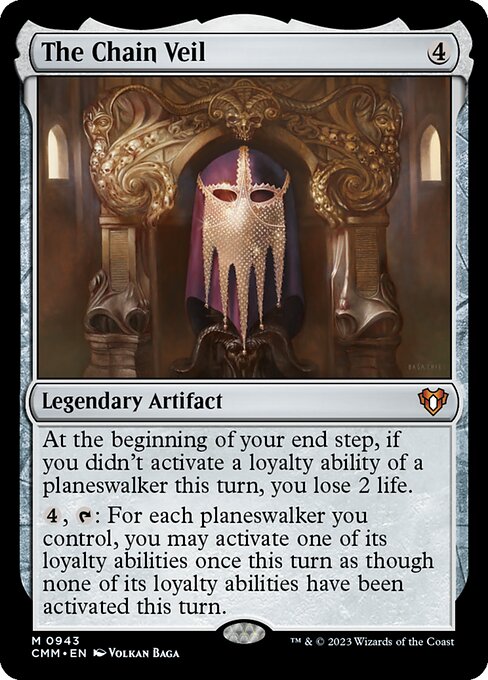 The Chain Veil 4
Legendary Artifact
At the beginning of your end step, if
you didn't activate a loyalty ability of a
planeswalker this turn, you lose 2 life.
4, : For each planeswalker you
control, you may activate one of its
loyalty abilities once this turn as though
none of its loyalty abilities have been
activated this turn.
M 0943
CMM • EN Volkan Baga
™ & © 2023 Wizards of the Coast